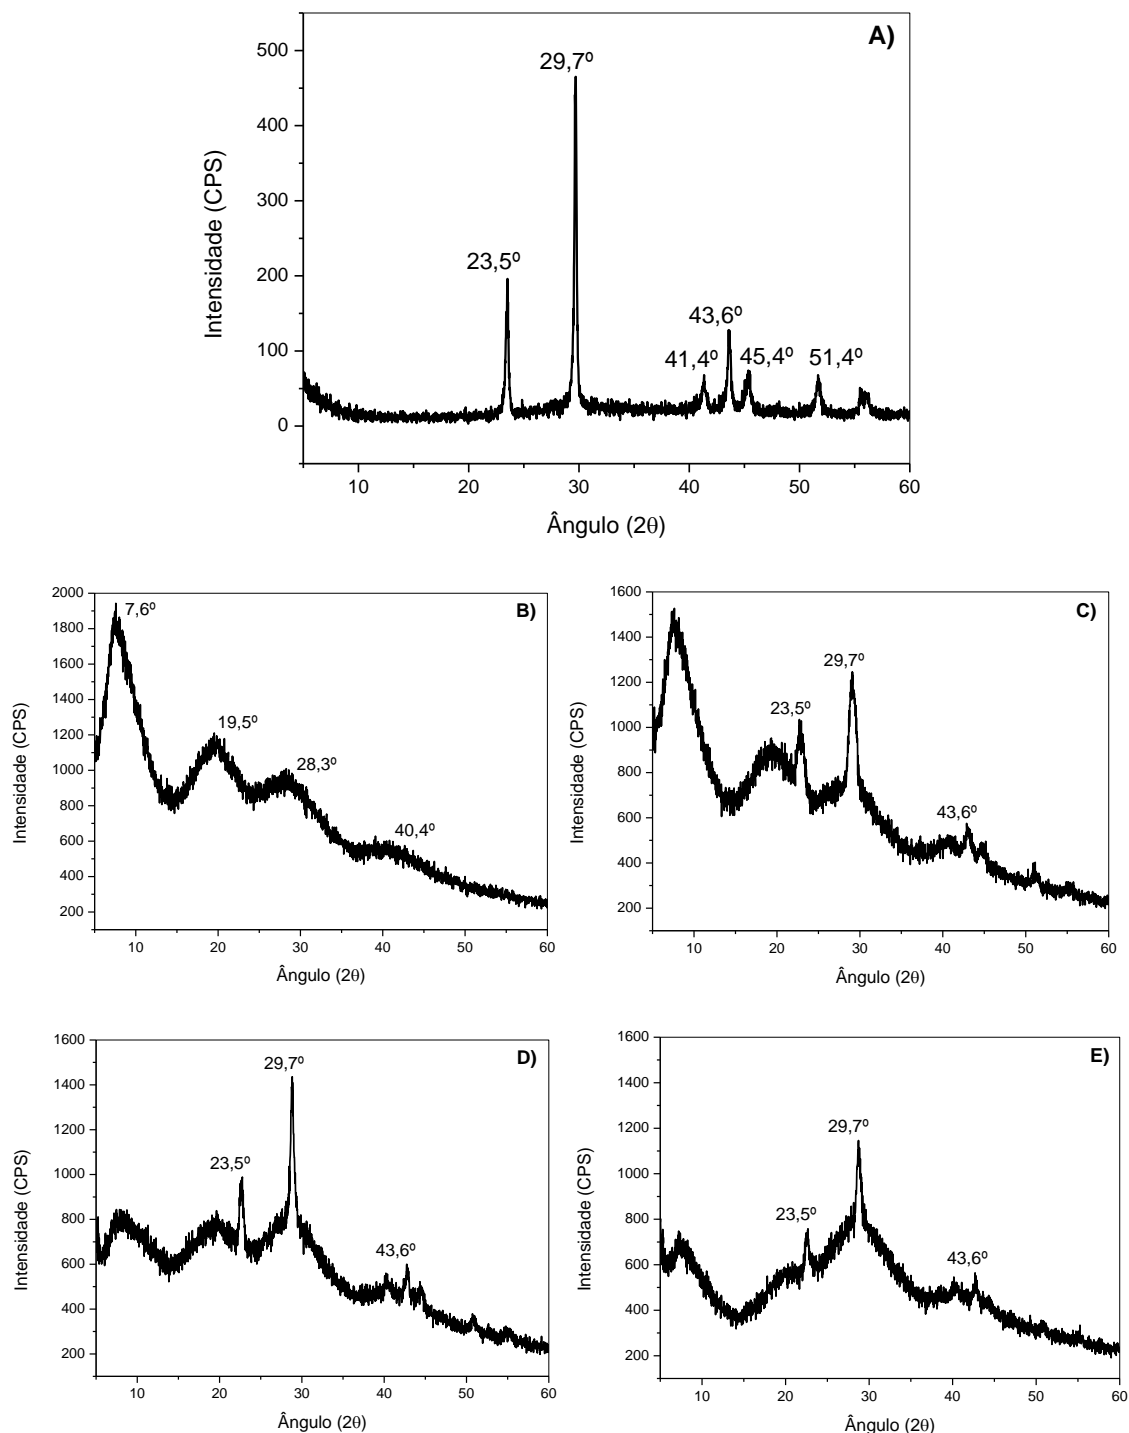 A)
500
400
300
200
100
0
Intensidade (CPS)
23,5º
29,7º
41,4º
43,6º
45,4º
51,4º
10 20 30 40 50 60
Ângulo (2θ)
B)
2000
1800
1600
1400
1200
1000
800
600
400
200
Intensidade (CPS)
7,6º
19,5º
28,3º
40,4º
10 20 30 40 50 60
Ângulo (2θ)
C)
1600
1400
1200
1000
800
600
400
200
Intensidade (CPS)
23,5º
29,7º
43,6º
10 20 30 40 50 60
Ângulo (2θ)
D)
1600
1400
1200
1000
800
600
400
200
Intensidade (CPS)
23,5º
29,7º
43,6º
10 20 30 40 50 60
Ângulo (2θ)
E)
1600
1400
1200
1000
800
600
400
200
Intensidade (CPS)
23,5º
29,7º
43,6º
10 20 30 40 50 60
Ângulo (2θ)